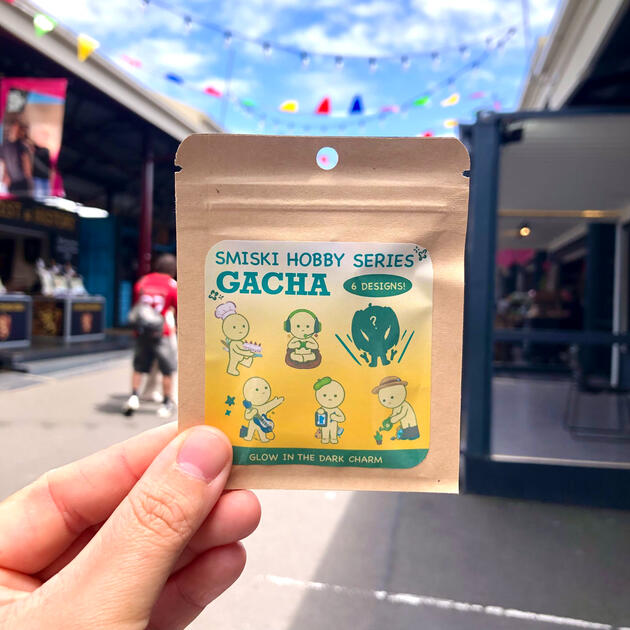 SMISKI HOBBY SERIES
GACHA
6 DESIGNS!
?
GLOW IN THE DARK CHARM